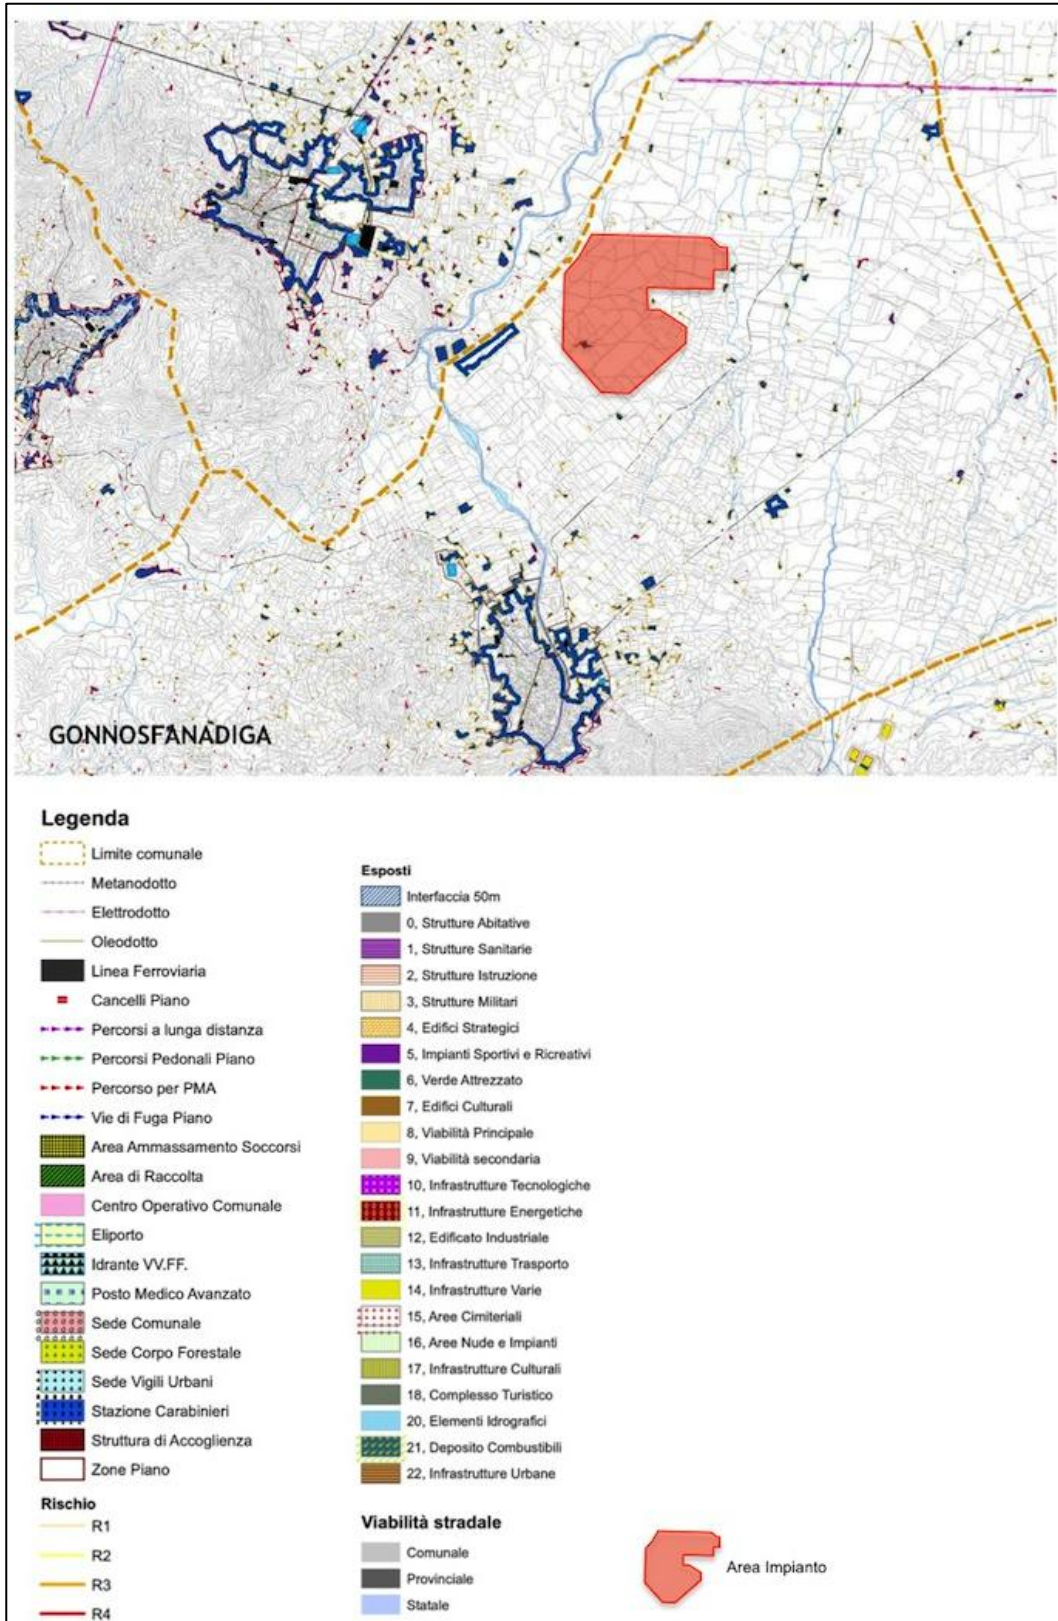 GONNOSFANADIGA
Legenda
Limite comunale
Metanodotto
Elettrodotto
Oleodotto
Linea Ferroviaria
Cancelli Piano
Percorsi a lunga distanza
Percorsi Pedonali Piano
Percorso per PMA
Vie di Fuga Piano
Area Ammassamento Soccorsi
Area di Raccolta
Centro Operativo Comunale
Eliporto
Idrante VV.FF.
Posto Medico Avanzato
Sede Comunale
Sede Corpo Forestale
Sede Vigili Urbani
Stazione Carabinieri
Struttura di Accoglienza
Zone Piano
Rischio
R1
R2
R3
R4
Esposti
Interfaccia 50m
0, Strutture Abitative
1, Strutture Sanitarie
2, Strutture Istruzione
3, Strutture Militari
4, Edifici Strategici
5, Impianti Sportivi e Ricreativi
6, Verde Attrezzato
7, Edifici Culturali
8, Viabilità Principale
9, Viabilità secondaria
10, Infrastrutture Tecnologiche
11, Infrastrutture Energetiche
12, Edificato Industriale
13, Infrastrutture Trasporto
14, Infrastrutture Varie
15, Aree Cimiteriali
16, Aree Nude e Impianti
17, Infrastrutture Culturali
18, Complesso Turistico
20, Elementi Idrografici
21, Deposito Combustibili
22, Infrastrutture Urbane
Viabilità stradale
Comunale
Provinciale
Statale
Area Impianto